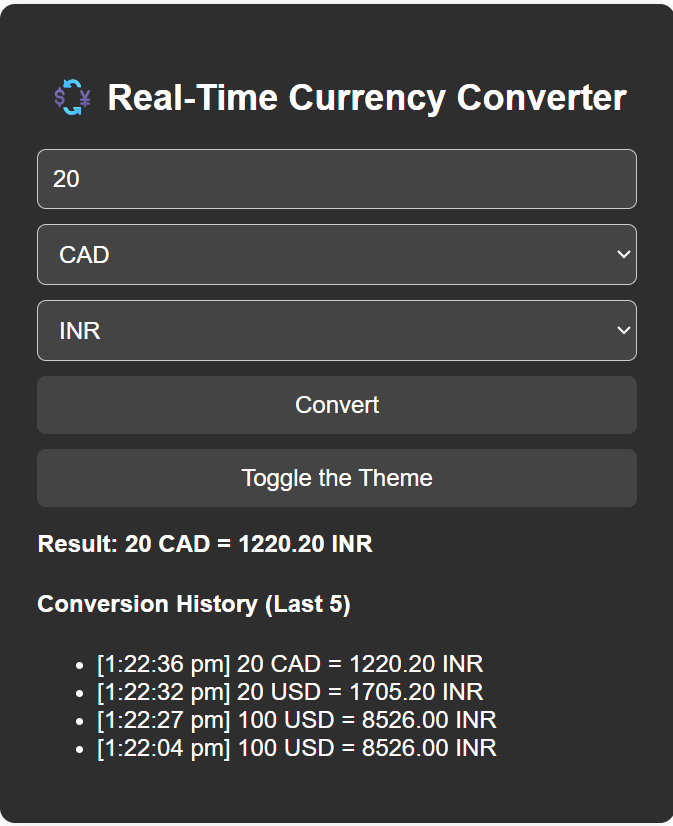 Real-Time Currency Converter
20
CAD
INR
Convert
Toggle the Theme
Result: 20 CAD = 1220.20 INR
Conversion History (Last 5)
[1:22:36 pm] 20 CAD = 1220.20 INR
[1:22:32 pm] 20 USD = 1705.20 INR
[1:22:27 pm] 100 USD = 8526.00 INR
[1:22:04 pm] 100 USD = 8526.00 INR